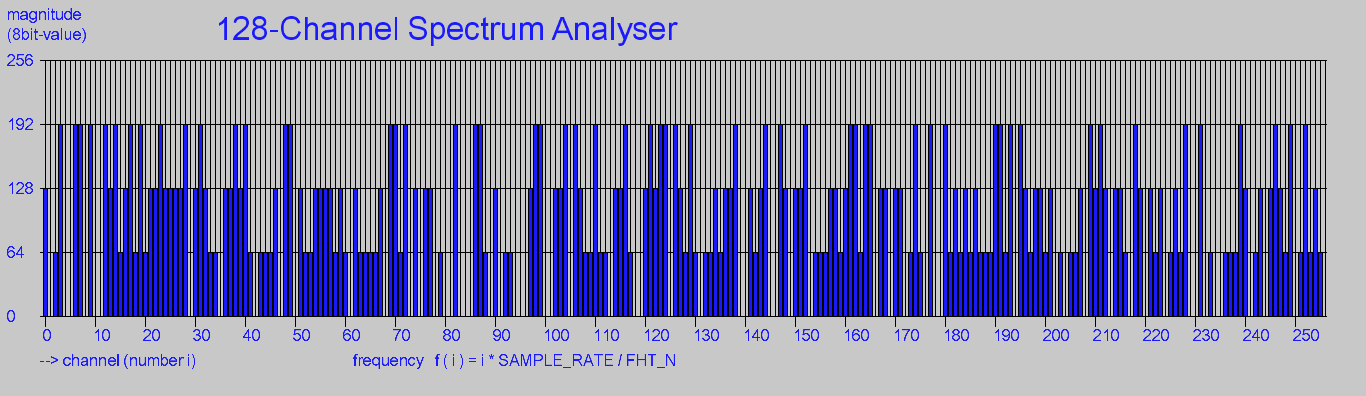 magnitude
(8bit-value)
128-Channel Spectrum Analyser
256
192
128
64
0
0 10 20 30 40 50 60 70 80 90 100 110 120 130 140 150 160 170 180 190 200 210 220 230 240 250
--> channel (number i)
frequency f ( i ) = i * SAMPLE_RATE / FHT_N